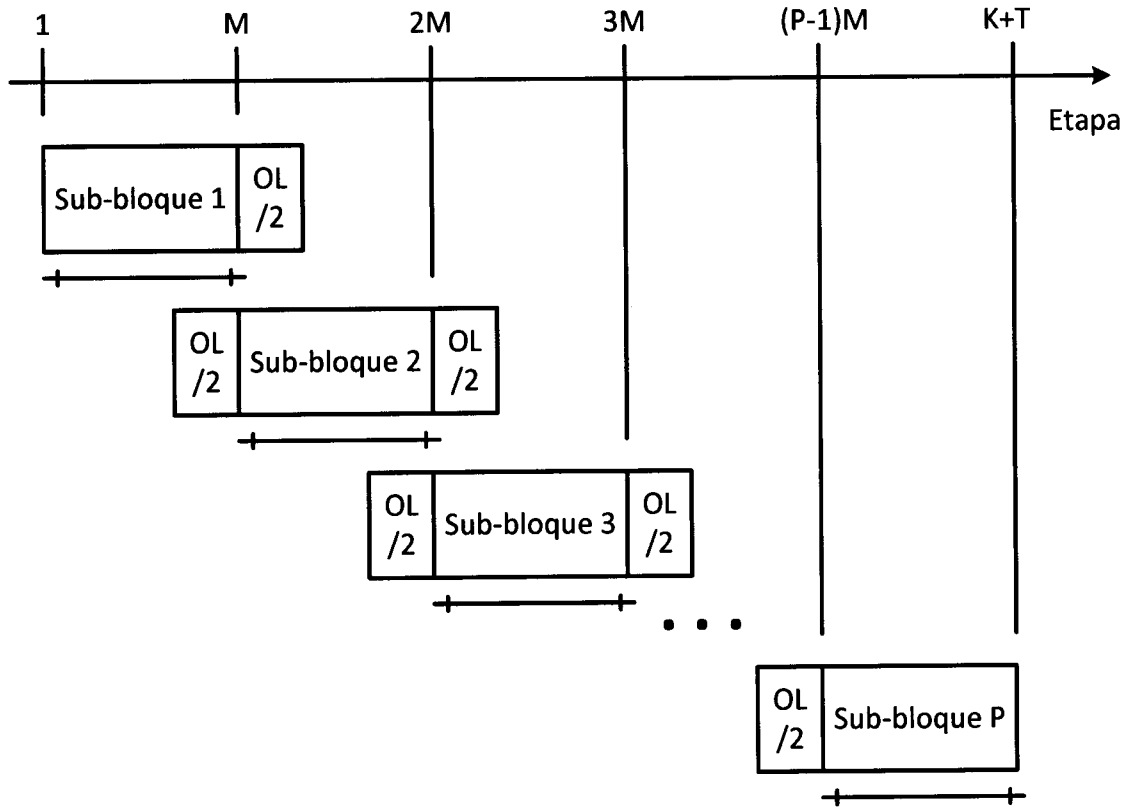 1 M 2M 3M (P-1)M K+T
Etapa
Sub-bloque 1
OL
/2
OL
/2
Sub-bloque 2
OL
/2
OL
/2
Sub-bloque 3
OL
/2
OL
/2
Sub-bloque P